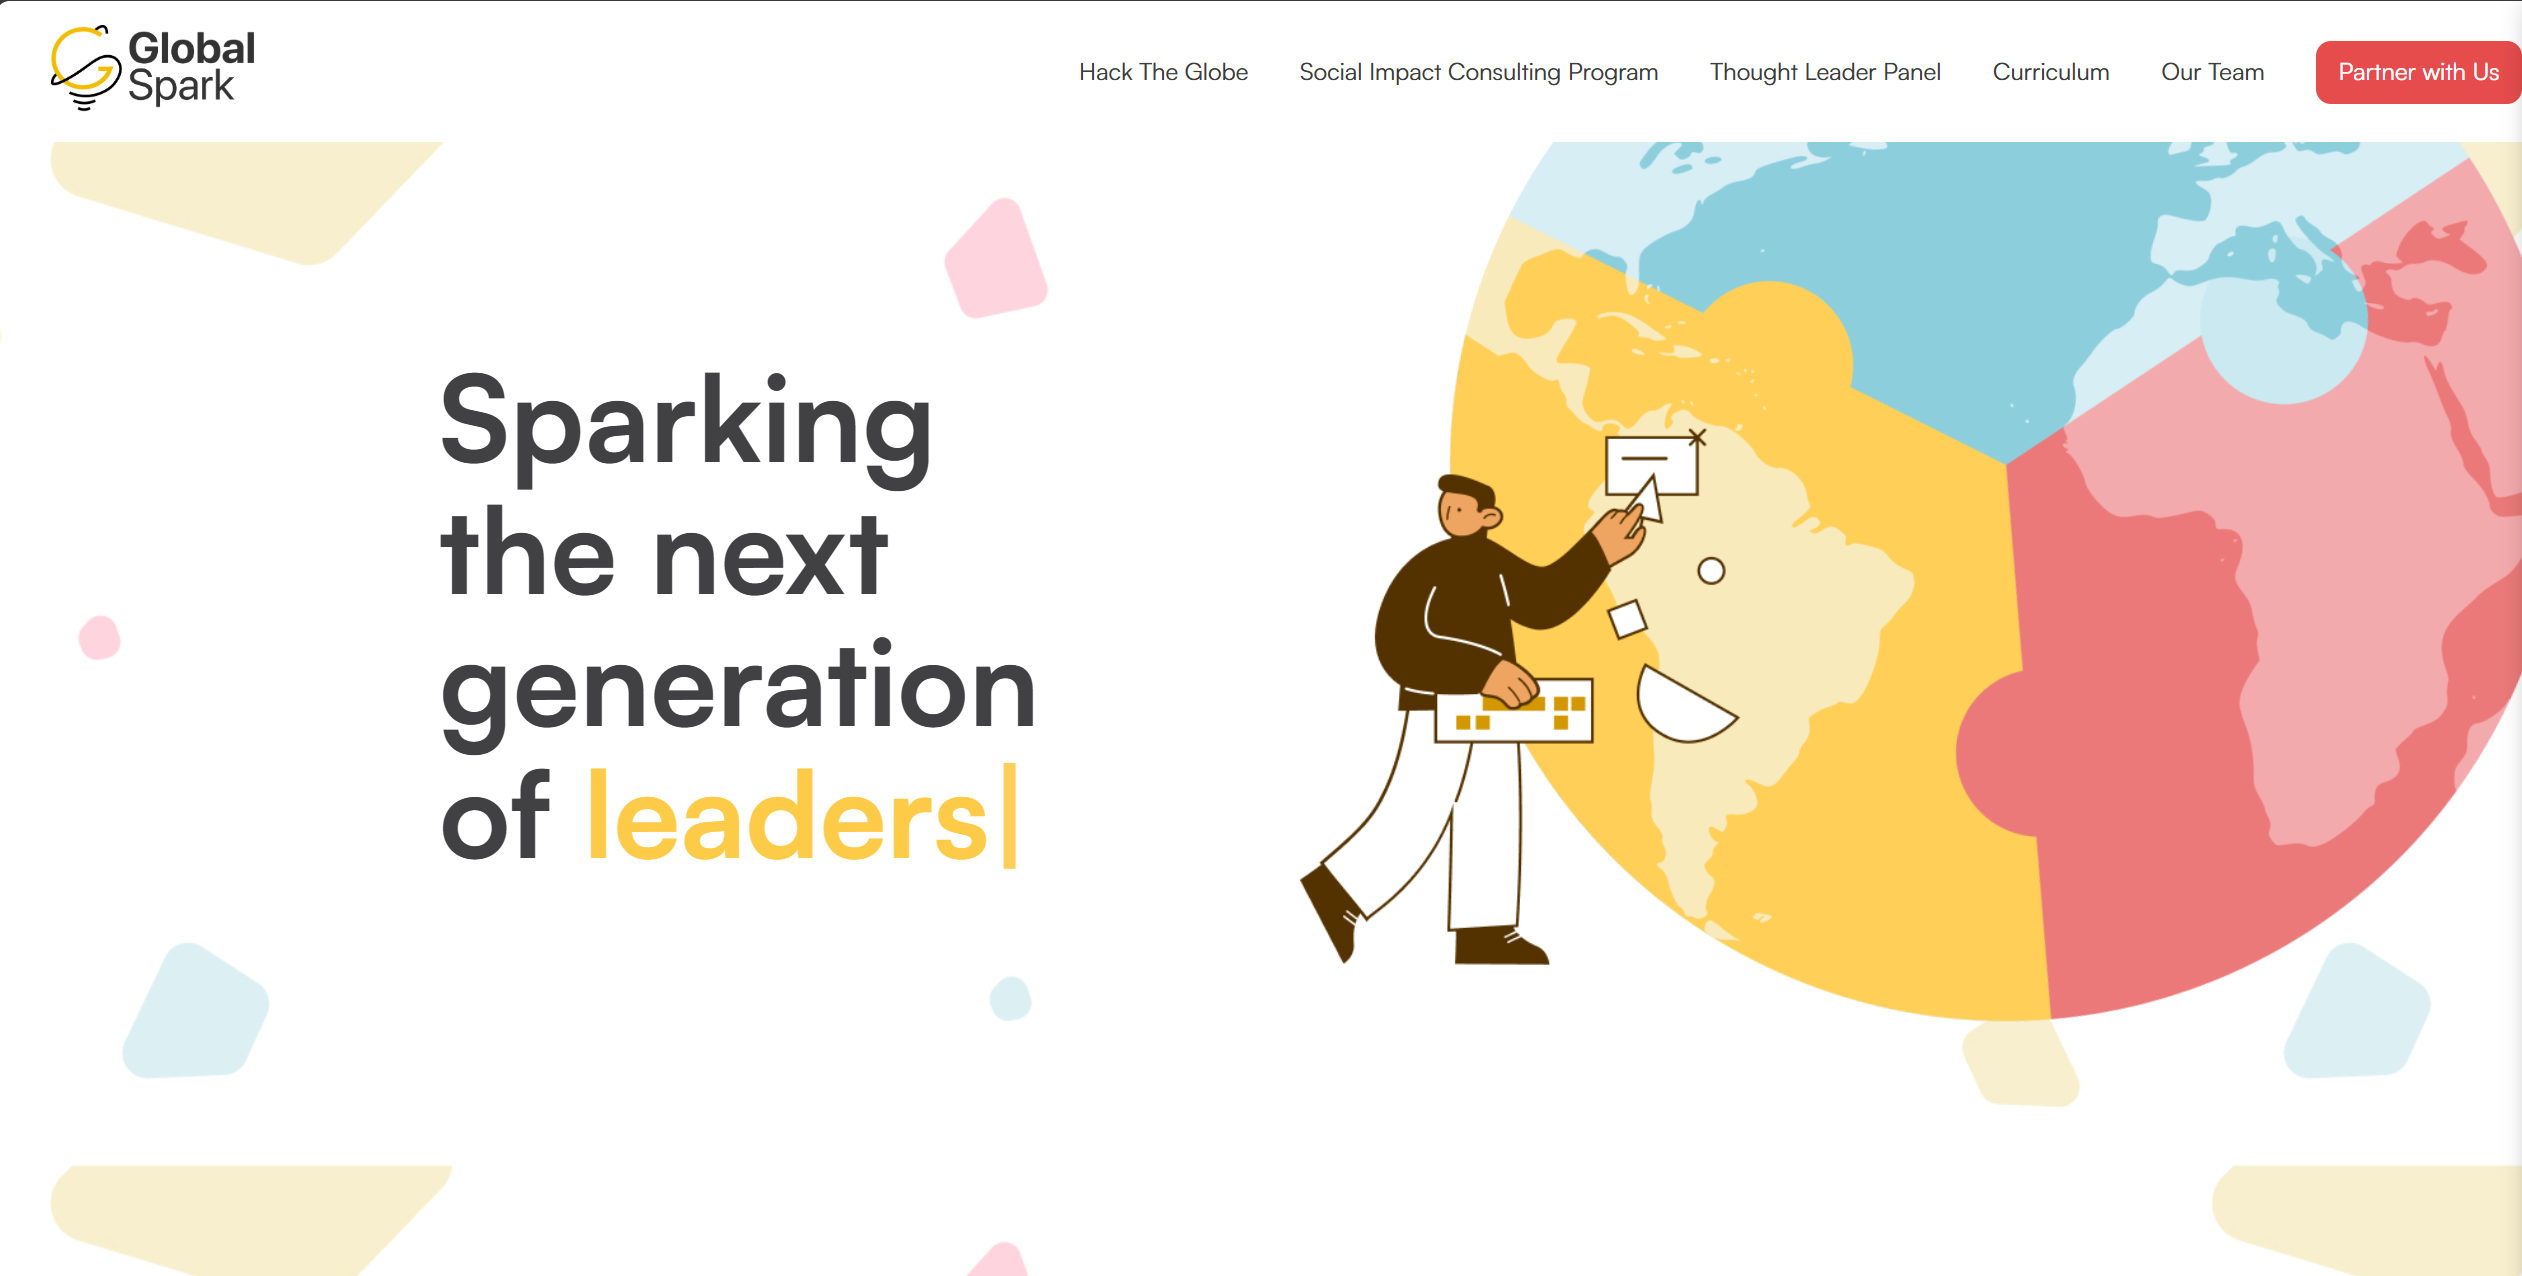 Global
Spark
Hack The Globe
Social Impact Consulting Program
Thought Leader Panel
Curriculum
Our Team
Partner with Us
Sparking
the next
generation
of leaders|